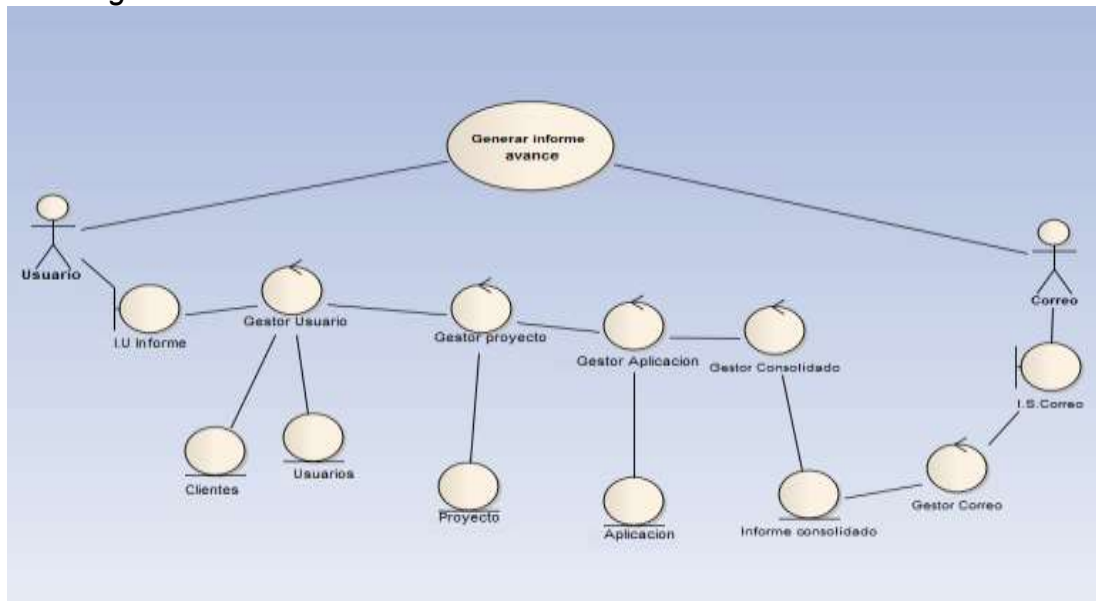 Generar informe
avance
Usuario
Correo
I.U Informe
Gestor Usuario
Gestor proyecto
Gestor Aplicacion
Gestor Consolidado
I.S.Correo
Clientes
Usuarios
Proyecto
Aplicacion
Informe consolidado
Gestor Correo